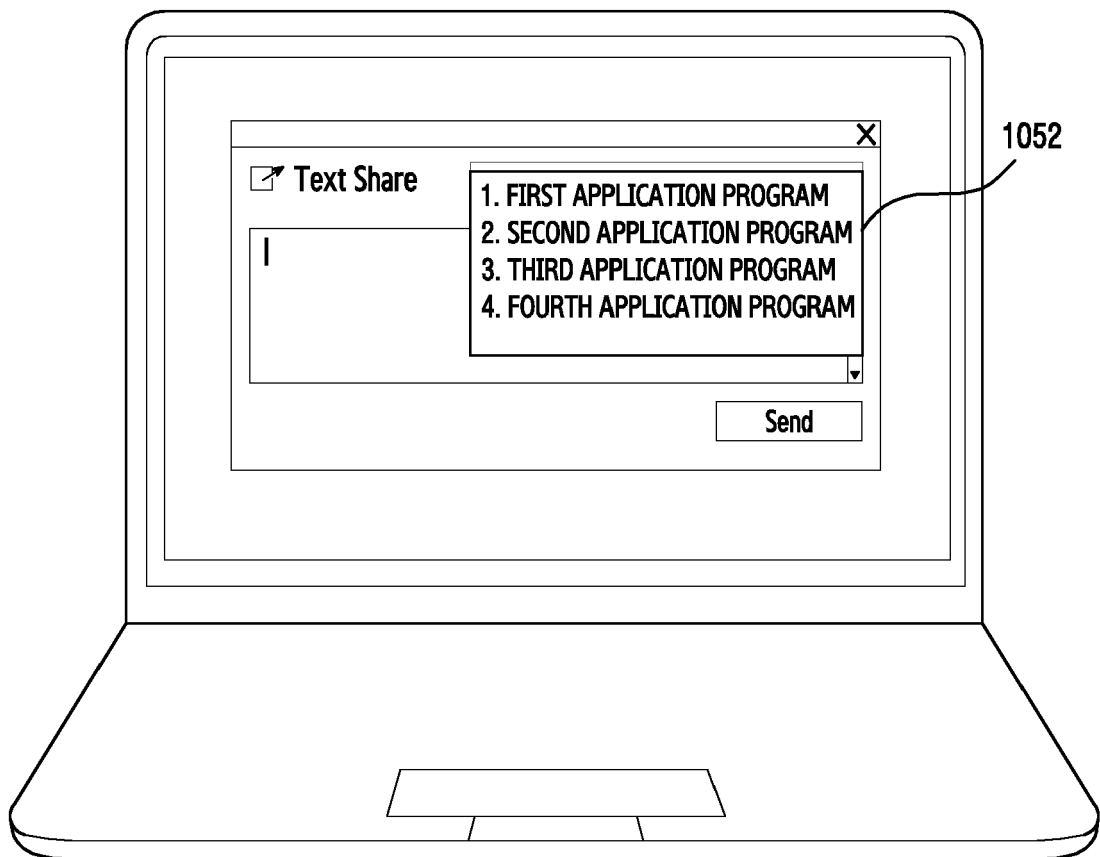 X
1052
Text Share
1. FIRST APPLICATION PROGRAM
2. SECOND APPLICATION PROGRAM
3. THIRD APPLICATION PROGRAM
4. FOURTH APPLICATION PROGRAM
Send